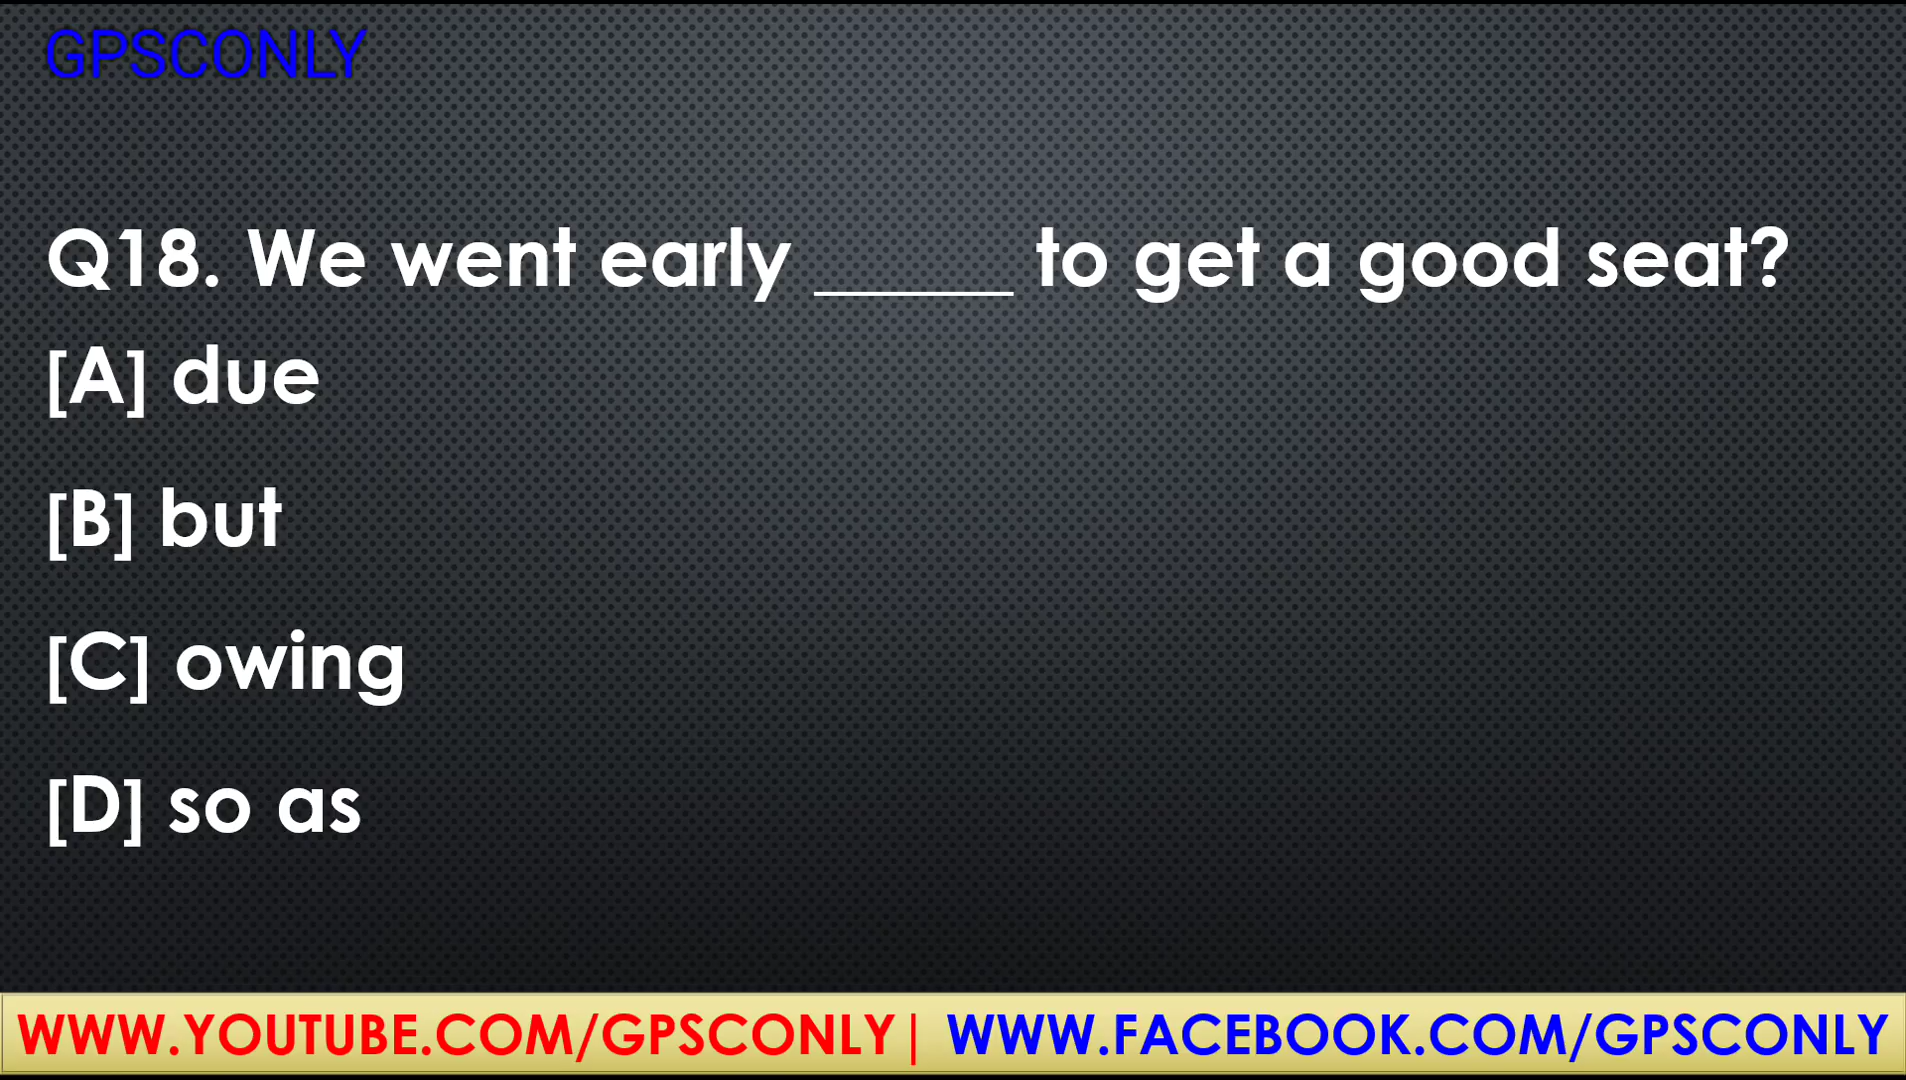 GPSCONLY
Q18. We went early _____ to get a good seat?
[A] due
[B] but
[C] owing
[D] so as
WWW.YOUTUBE.COM/GPSCONLY| WWW.FACEBOOK.COM/GPSCONLY